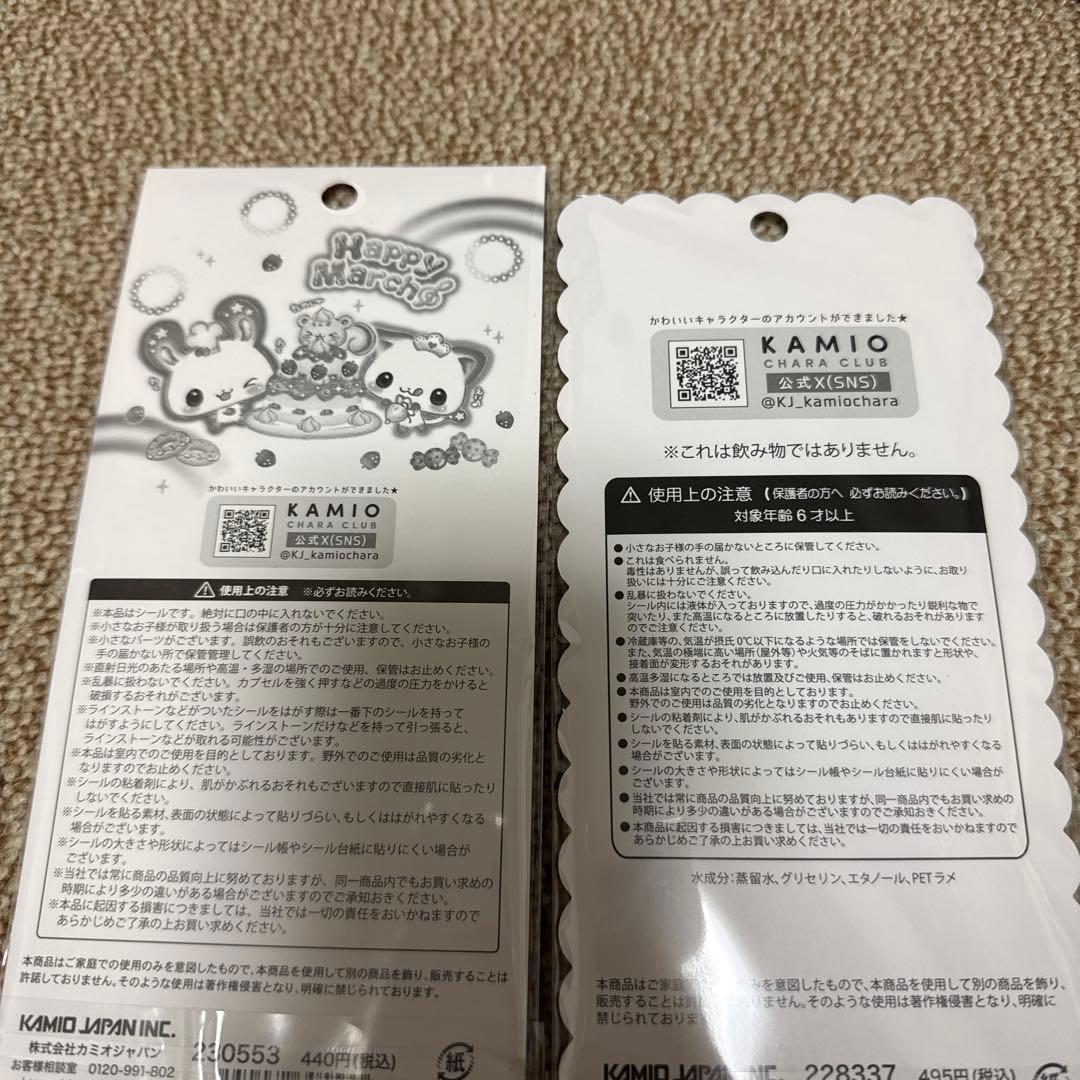 Happy
Marché
かわいいキャラクターのアカウントができました★
KAMIO
CHARA CLUB
公式X(SNS)
@KJ_kamiochara
⚠ 使用上の注意 ※必ずお読みください。
※本品はシールです。絶対に口の中に入れないでください。
※小さなお子様が取り扱う場合は保護者の方が十分に注意してください。
※小さなパーツがございます。誤飲のおそれもございますので、小さなお子様の
手の届かない所で保管管理してください。
※直射日光のあたる場所や高温・多湿の場所でのご使用、保管はお止めください。
※乱暴に扱わないでください。カプセルを強く押すなどの過度の圧力をかけると
破損するおそれがございます。
※ラインストーンなどがついたシールをはがす際は一番下のシールを持って
はがすようにしてください。ラインストーンだけなどを持って引っ張ると、
ラインストーンなどが取れる可能性がございます。
※本品は室内でのご使用を目的としております。野外でのご使用は品質の劣化と
なりますのでお止めください。
※シールの粘着剤により、肌がかぶれるおそれもございますので直接肌に貼ったり
しないでください。
※シールを貼る素材、表面の状態によって貼りづらい、もしくははがれやすくなる
場合がございます。
※シールの大きさや形状によってはシール帳やシール台紙に貼りにくい場合が
ございます。
※当社では常に商品の品質向上に努めておりますが、同一商品内でもお買い求めの
時期により多少の違いがある場合がございますのでご承知おきください。
※本品に起因する損害につきましては、当社では一切の責任をおいかねますので
あらかじめご了承の上お買い求めください。
本商品はご家庭での使用のみを意図したもので、本商品を使用して別の商品を飾り、販売することは
許諾しておりません。そのような使用は著作権侵害となり、明確に禁じられております。
KAMIO JAPAN INC.
株式会社カミオジャパン
お客様相談室 0120-991-802
230553
440円(税込)
紙
かわいいキャラクターのアカウントができました★
KAMIO
CHARA CLUB
公式X(SNS)
@KJ_kamiochara
※これは飲み物ではありません。
⚠ 使用上の注意 (保護者の方へ 必ずお読みください。)
対象年齢6才以上
●小さなお子様の手の届かないところに保管してください。
●これは食べられません。
毒性はありませんが、誤って飲み込んだり口に入れたりしないように、お取り
扱いには十分にご注意ください。
●乱暴に扱わないでください。
シール内には液体が入っておりますので、過度の圧力がかかったり鋭利な物で
突いたり、また高温になるところに放置したりすると、破れるおそれがあります
のでご注意ください。
●冷蔵庫等の、気温が摂氏0℃以下になるような場所では保管をしないでください。
また、気温の極端に高い場所(屋外等)や火気等のそばに置かれますと形状や、
接着面が変形するおそれがあります。
●高温多湿になるところでは放置及びご使用、保管はお止めください。
●本商品は室内でのご使用を目的としております。
野外でのご使用は品質の劣化となりますのでお止めください。
●シールの粘着剤により、肌がかぶれるおそれもありますので直接肌に貼ったり
しないでください。
●シールを貼る素材、表面の状態によって貼りづらい、もしくははがれやすくなる
場合がございます。
●シールの大きさや形状によってはシール帳やシール台紙に貼りにくい場合が
ございます。
●当社では常に商品の品質向上に努めておりますが、同一商品内でもお買い求めの
時期により多少の違いがある場合がございますのでご承知おきください。
●本商品に起因する損害につきましては、当社では一切の責任をおいかねますので
あらかじめご了承の上お買い求めください。
水成分:蒸留水、グリセリン、エタノール、PETラメ
本商品はご家庭での使用のみを意図したもので、本商品を使用して別の商品を飾り、
販売することは許諾しておりません。そのような使用は著作権侵害となり、明確に
禁じられております。
KAMIO JAPAN INC.
228337
495円(税込)